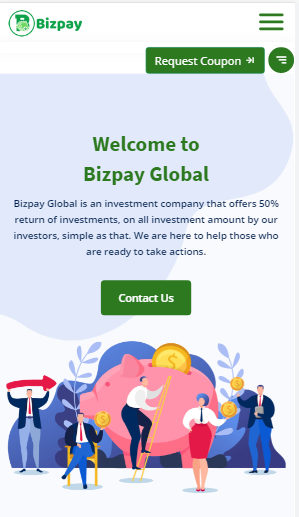 Bizpay
Request Coupon
Welcome to
Bizpay Global
Bizpay Global is an investment company that offers 50%
return of investments, on all investment amount by our
investors, simple as that. We are here to help those who
are ready to take actions.
Contact Us